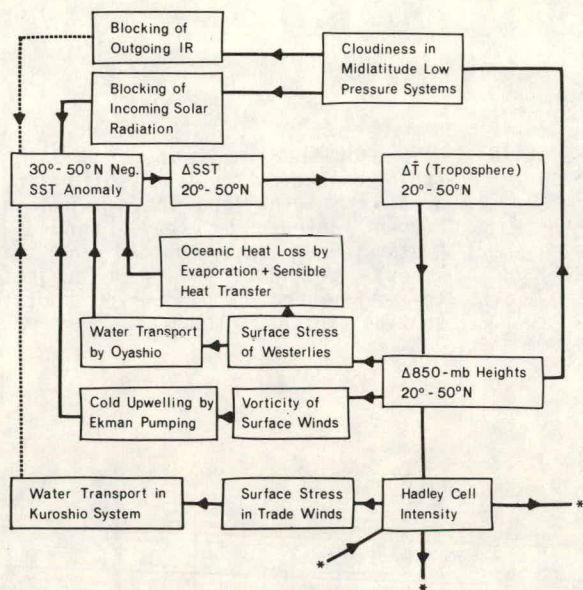 Blocking of
Outgoing IR
Cloudiness in
Midlatitude Low
Pressure Systems
Blocking of
Incoming Solar
Radiation
30°- 50°N Neg.
SST Anomaly
ΔSST
20°- 50°N
ΔT̄ (Troposphere)
20°- 50°N
Oceanic Heat Loss by
Evaporation + Sensible
Heat Transfer
Water Transport
by Oyashio
Surface Stress
of Westerlies
Δ850-mb Heights
20°- 50°N
Cold Upwelling by
Ekman Pumping
Vorticity of
Surface Winds
Water Transport in
Kuroshio System
Surface Stress
in Trade Winds
Hadley Cell
Intensity
*
*
*